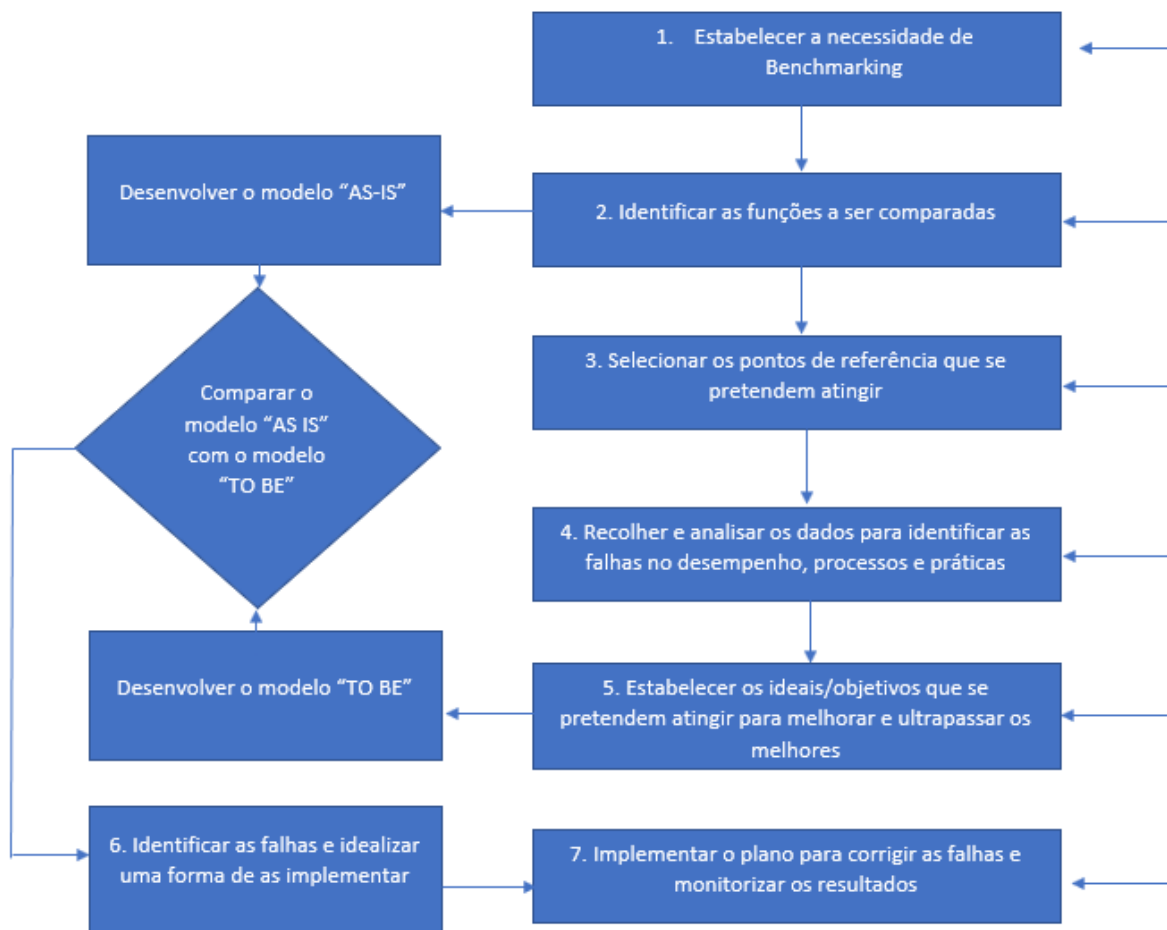 1. Estabelecer a necessidade de
Benchmarking
Desenvolver o modelo “AS-IS”
2. Identificar as funções a ser comparadas
3. Selecionar os pontos de referência que se
pretendem atingir
Comparar o
modelo “AS IS”
com o modelo
“TO BE”
4. Recolher e analisar os dados para identificar as
falhas no desempenho, processos e práticas
Desenvolver o modelo “TO BE”
5. Estabelecer os ideais/objetivos que se
pretendem atingir para melhorar e ultrapassar os
melhores
6. Identificar as falhas e idealizar
uma forma de as implementar
7. Implementar o plano para corrigir as falhas e
monitorizar os resultados